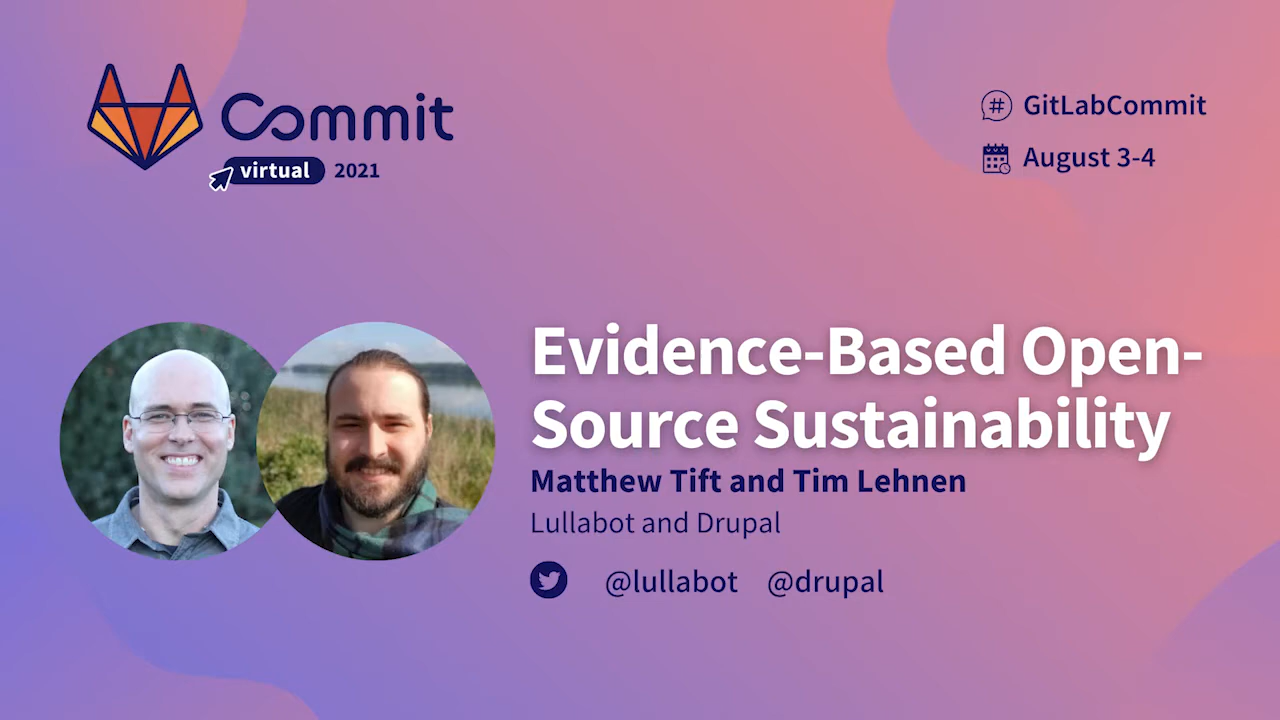 Commit
virtual 2021
# GitLabCommit
August 3-4
Evidence-Based Open-
Source Sustainability
Matthew Tift and Tim Lehnen
Lullabot and Drupal
@lullabot @drupal